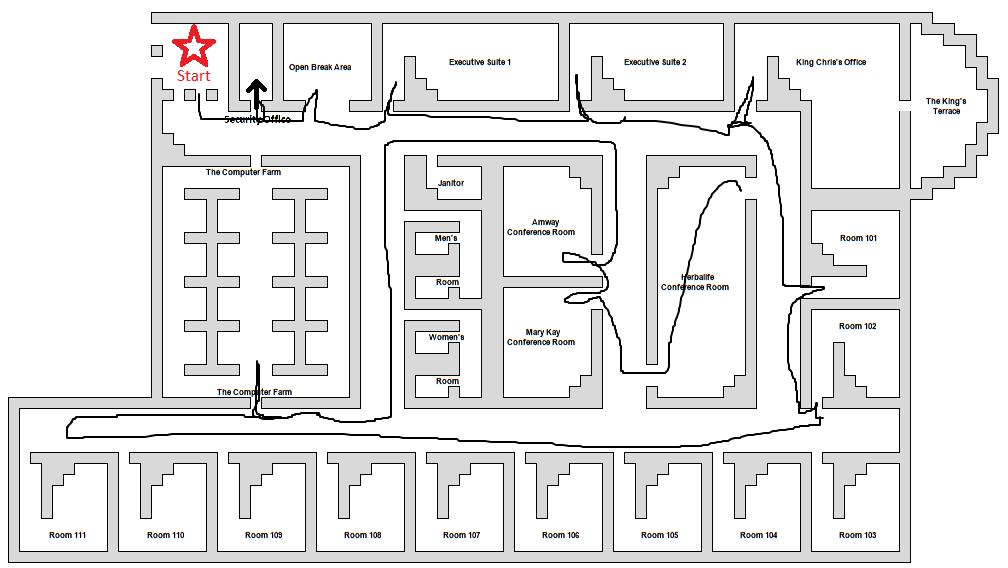 Start
Open Break Area
Executive Suite 1
Executive Suite 2
King Chris's Office
The King's
Terrace
Security Office
The Computer Farm
Janitor
Amway
Conference Room
Men's
Room
Herbalife
Conference Room
Room 101
Mary Kay
Conference Room
Women's
Room
Room 102
The Computer Farm
Room 111
Room 110
Room 109
Room 108
Room 107
Room 106
Room 105
Room 104
Room 103